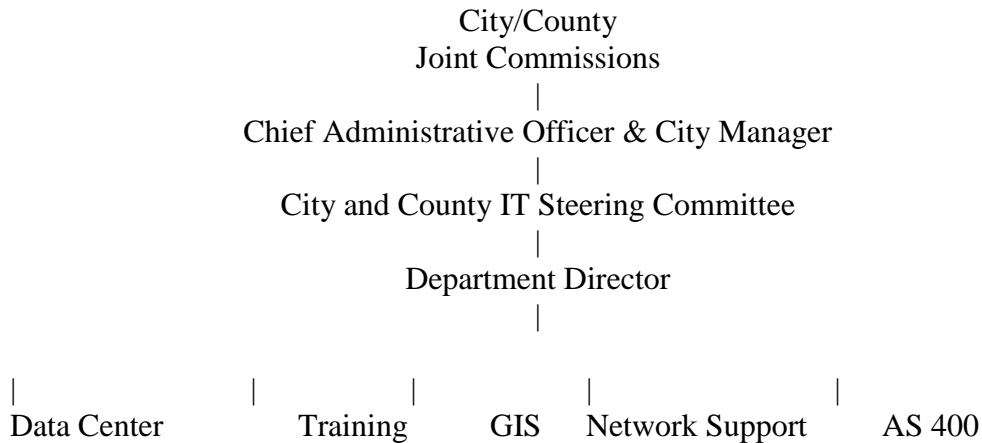 City/County
Joint Commissions
|
Chief Administrative Officer & City Manager
|
City and County IT Steering Committee
|
Department Director
|
| | | | |
Data Center Training GIS Network Support AS 400